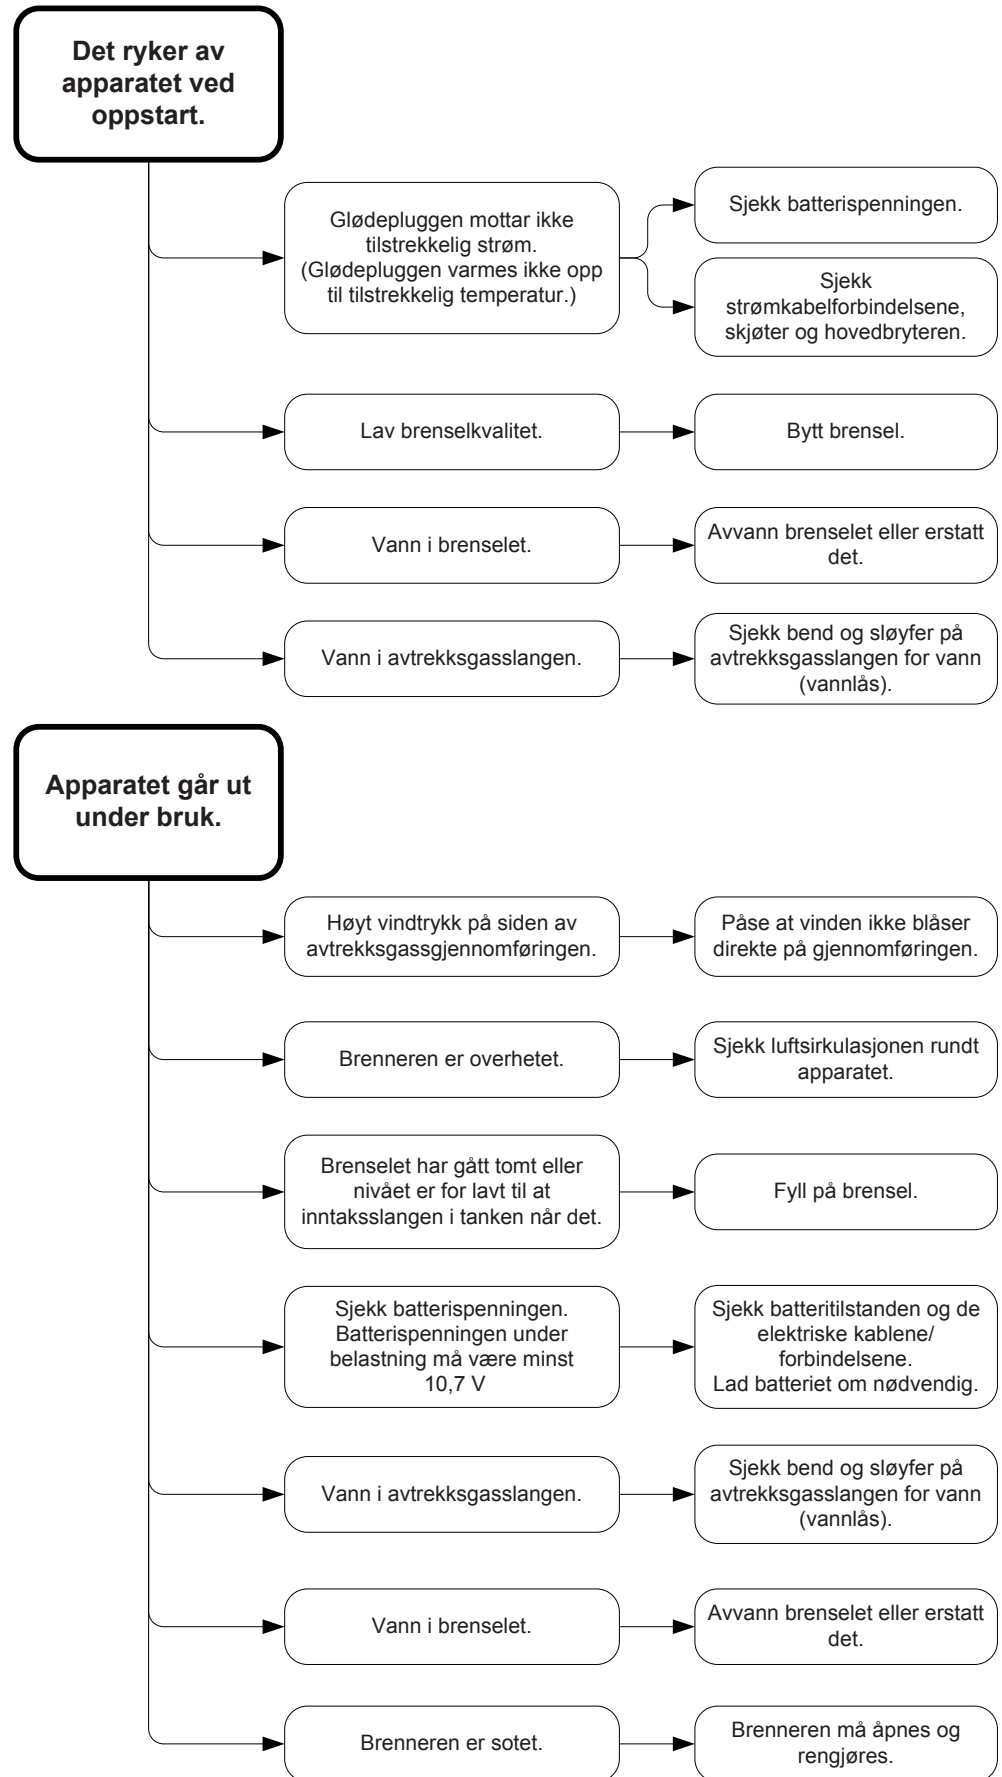 Det ryker av
apparatet ved
oppstart.
Glødepluggen mottar ikke
tilstrekkelig strøm.
(Glødepluggen varmes ikke opp
til tilstrekkelig temperatur.)
Sjekk batterispenningen.
Sjekk
strømkabelforbindelsene,
skjøter og hovedbryteren.
Lav brenselkvalitet.
Bytt brensel.
Vann i brenselet.
Avvann brenselet eller erstatt
det.
Vann i avtrekksgasslangen.
Sjekk bend og sløyfer på
avtrekksgasslangen for vann
(vannlås).
Apparatet går ut
under bruk.
Høyt vindtrykk på siden av
avtrekksgassgjennomføringen.
Påse at vinden ikke blåser
direkte på gjennomføringen.
Brenneren er overhetet.
Sjekk luftsirkulasjonen rundt
apparatet.
Brenselet har gått tomt eller
nivået er for lavt til at
inntaksslangen i tanken når det.
Fyll på brensel.
Sjekk batterispenningen.
Batterispenningen under
belastning må være minst
10,7 V
Sjekk batteritilstanden og de
elektriske kablene/
forbindelsene.
Lad batteriet om nødvendig.
Vann i avtrekksgasslangen.
Sjekk bend og sløyfer på
avtrekksgasslangen for vann
(vannlås).
Vann i brenselet.
Avvann brenselet eller erstatt
det.
Brenneren er sotet.
Brenneren må åpnes og
rengjøres.